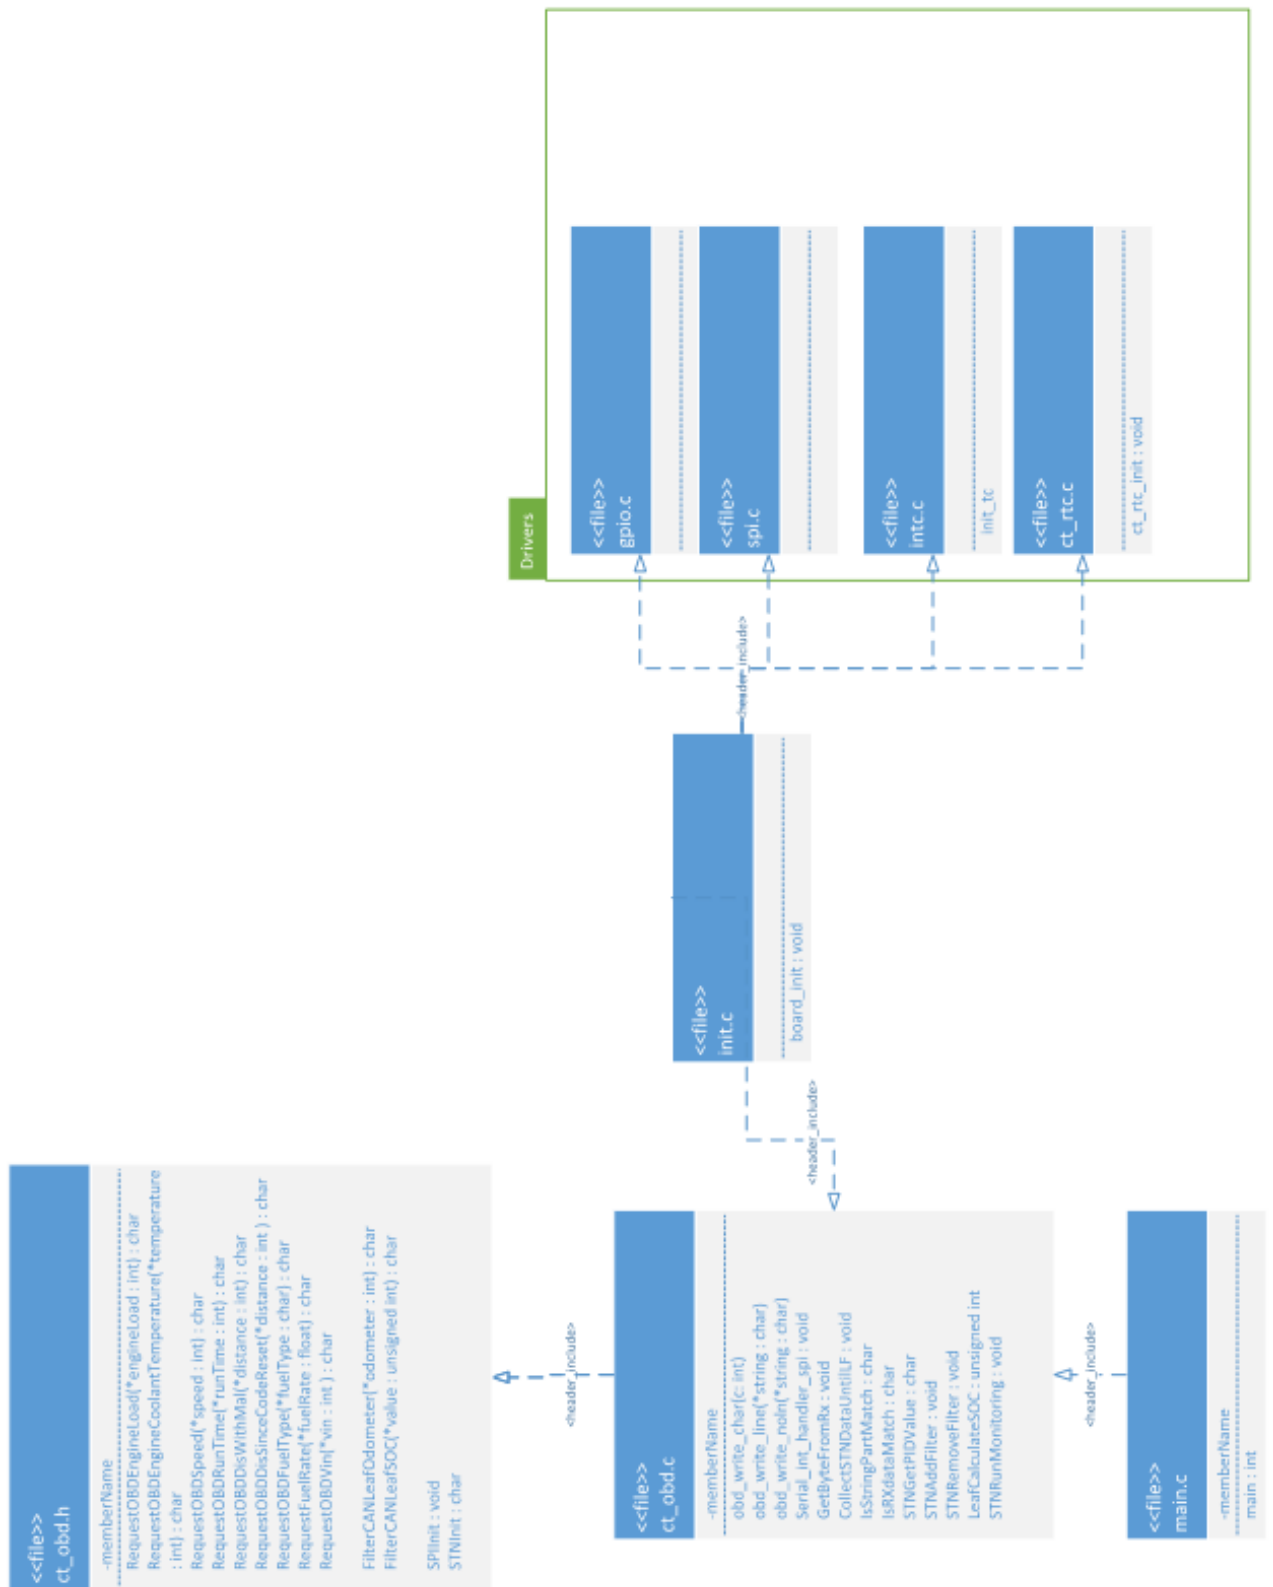 <<file>>
ct_obd.h
-memberName
RequestOBDEngineLoad(*engineLoad : int) : char
RequestOBDEngineCoolantTemperature(*temperature
: int) : char
RequestOBDSpeed(*speed : int) : char
RequestOBDRunTime(*runTime : int) : char
RequestOBDDisWithMal(*distance : int) : char
RequestOBDDisSinceCodeReset(*distance : int ) : char
RequestOBDFuelType(*fuelType : char) : char
RequestFuelRate(*fuelRate : float) : char
RequestOBDVin(*vin : int ) : char
FilterCANLeafOdometer(*odometer : int) : char
FilterCANLeafSOC(*value : unsigned int) : char
SPIInit : void
STNInit : char
<header_include>
<<file>>
ct_obd.c
-memberName
obd_write_char(c: int)
obd_write_line(*string : char)
obd_write_noln(*string : char)
Serial_int_handler_spi : void
GetByteFromRx : void
CollectSTNDataUntilLF : void
IsStringPartMatch : char
IsRXdataMatch : char
STNGetPIDValue : char
STNAddFilter : void
STNRemoveFilter : void
LeafCalculateSOC : unsigned int
STNRunMonitoring : void
<header_include>
<<file>>
main.c
-memberName
main : int
<header_include>
<<file>>
init.c
board_init : void
<header_include>
Drivers
<<file>>
gpio.c
<<file>>
spi.c
<<file>>
intc.c
init_tc
<<file>>
ct_rtc.c
ct_rtc_init : void